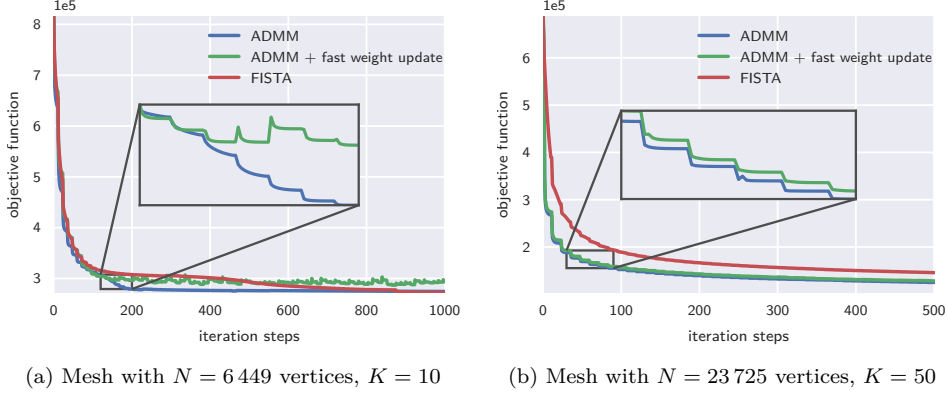 1e5
8
7
6
5
4
3
objective function
0
200
400
600
800
1000
iteration steps
ADMM
ADMM + fast weight update
FISTA
(a) Mesh with N = 6 449 vertices, K = 10
1e5
6
5
4
3
2
objective function
0
100
200
300
400
500
iteration steps
ADMM
ADMM + fast weight update
FISTA
(b) Mesh with N = 23 725 vertices, K = 50